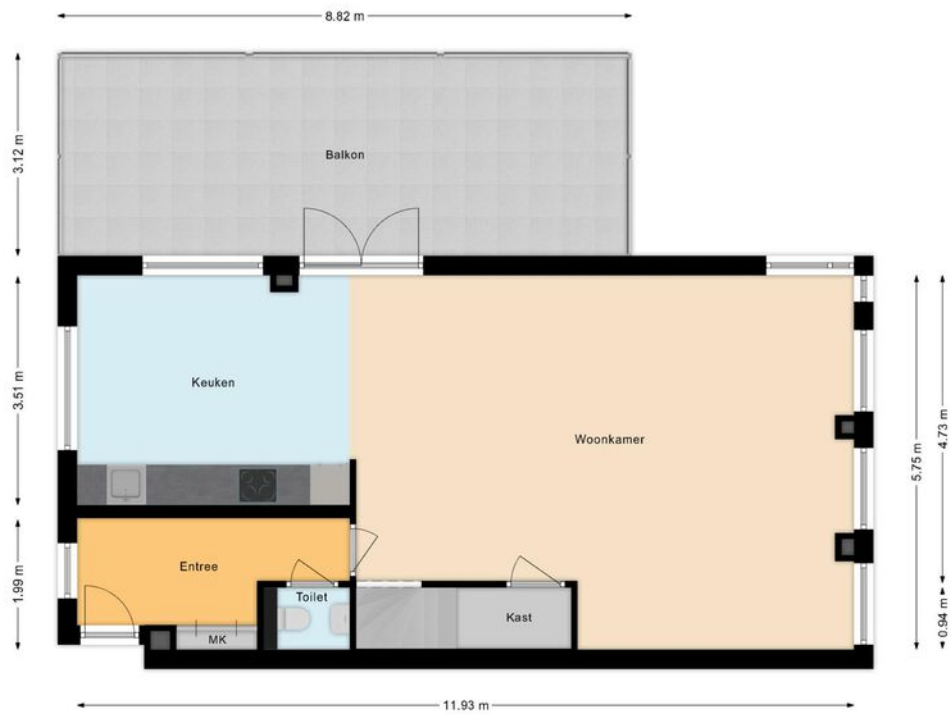 8.82 m
3.12 m
Balkon
3.51 m
Keuken
Woonkamer
4.73 m
5.75 m
1.99 m
Entree
Toilet
Kast
MK
0.94 m
11.93 m